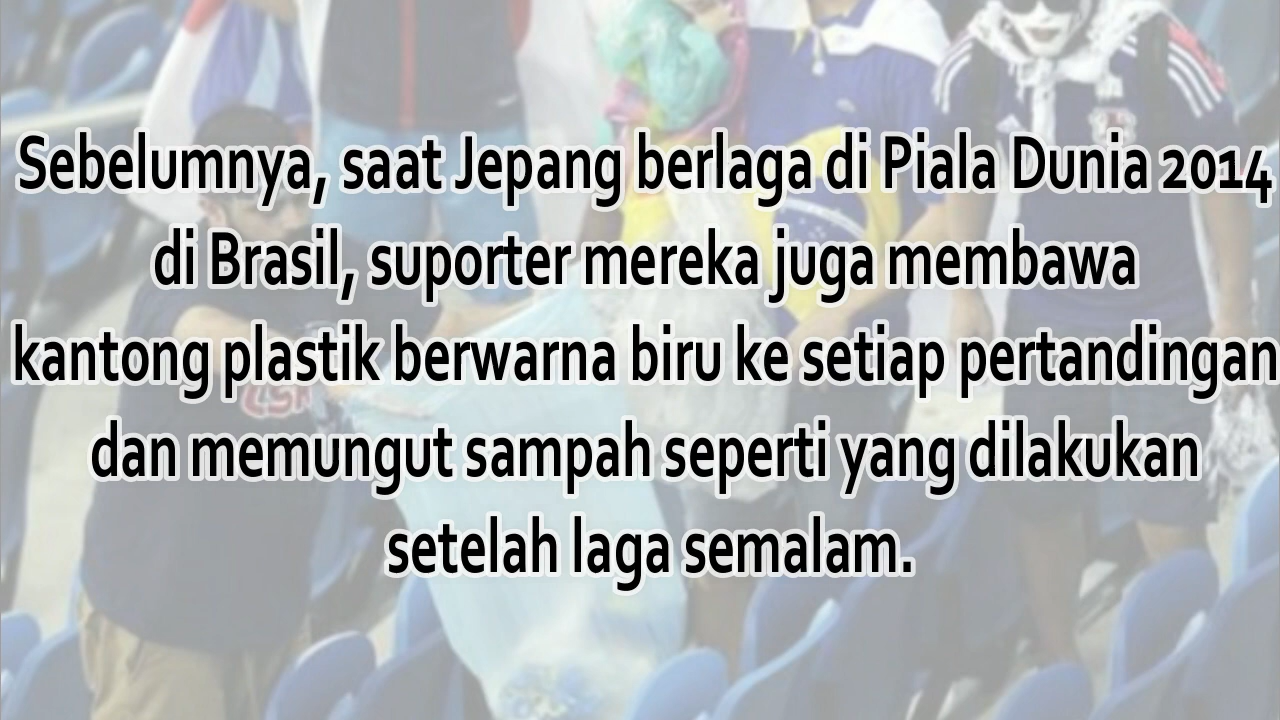 Sebelumnya, saat Jepang berlaga di Piala Dunia 2014
di Brasil, suporter mereka juga membawa
kantong plastik berwarna biru ke setiap pertandingan
dan memungut sampah seperti yang dilakukan
setelah laga semalam.